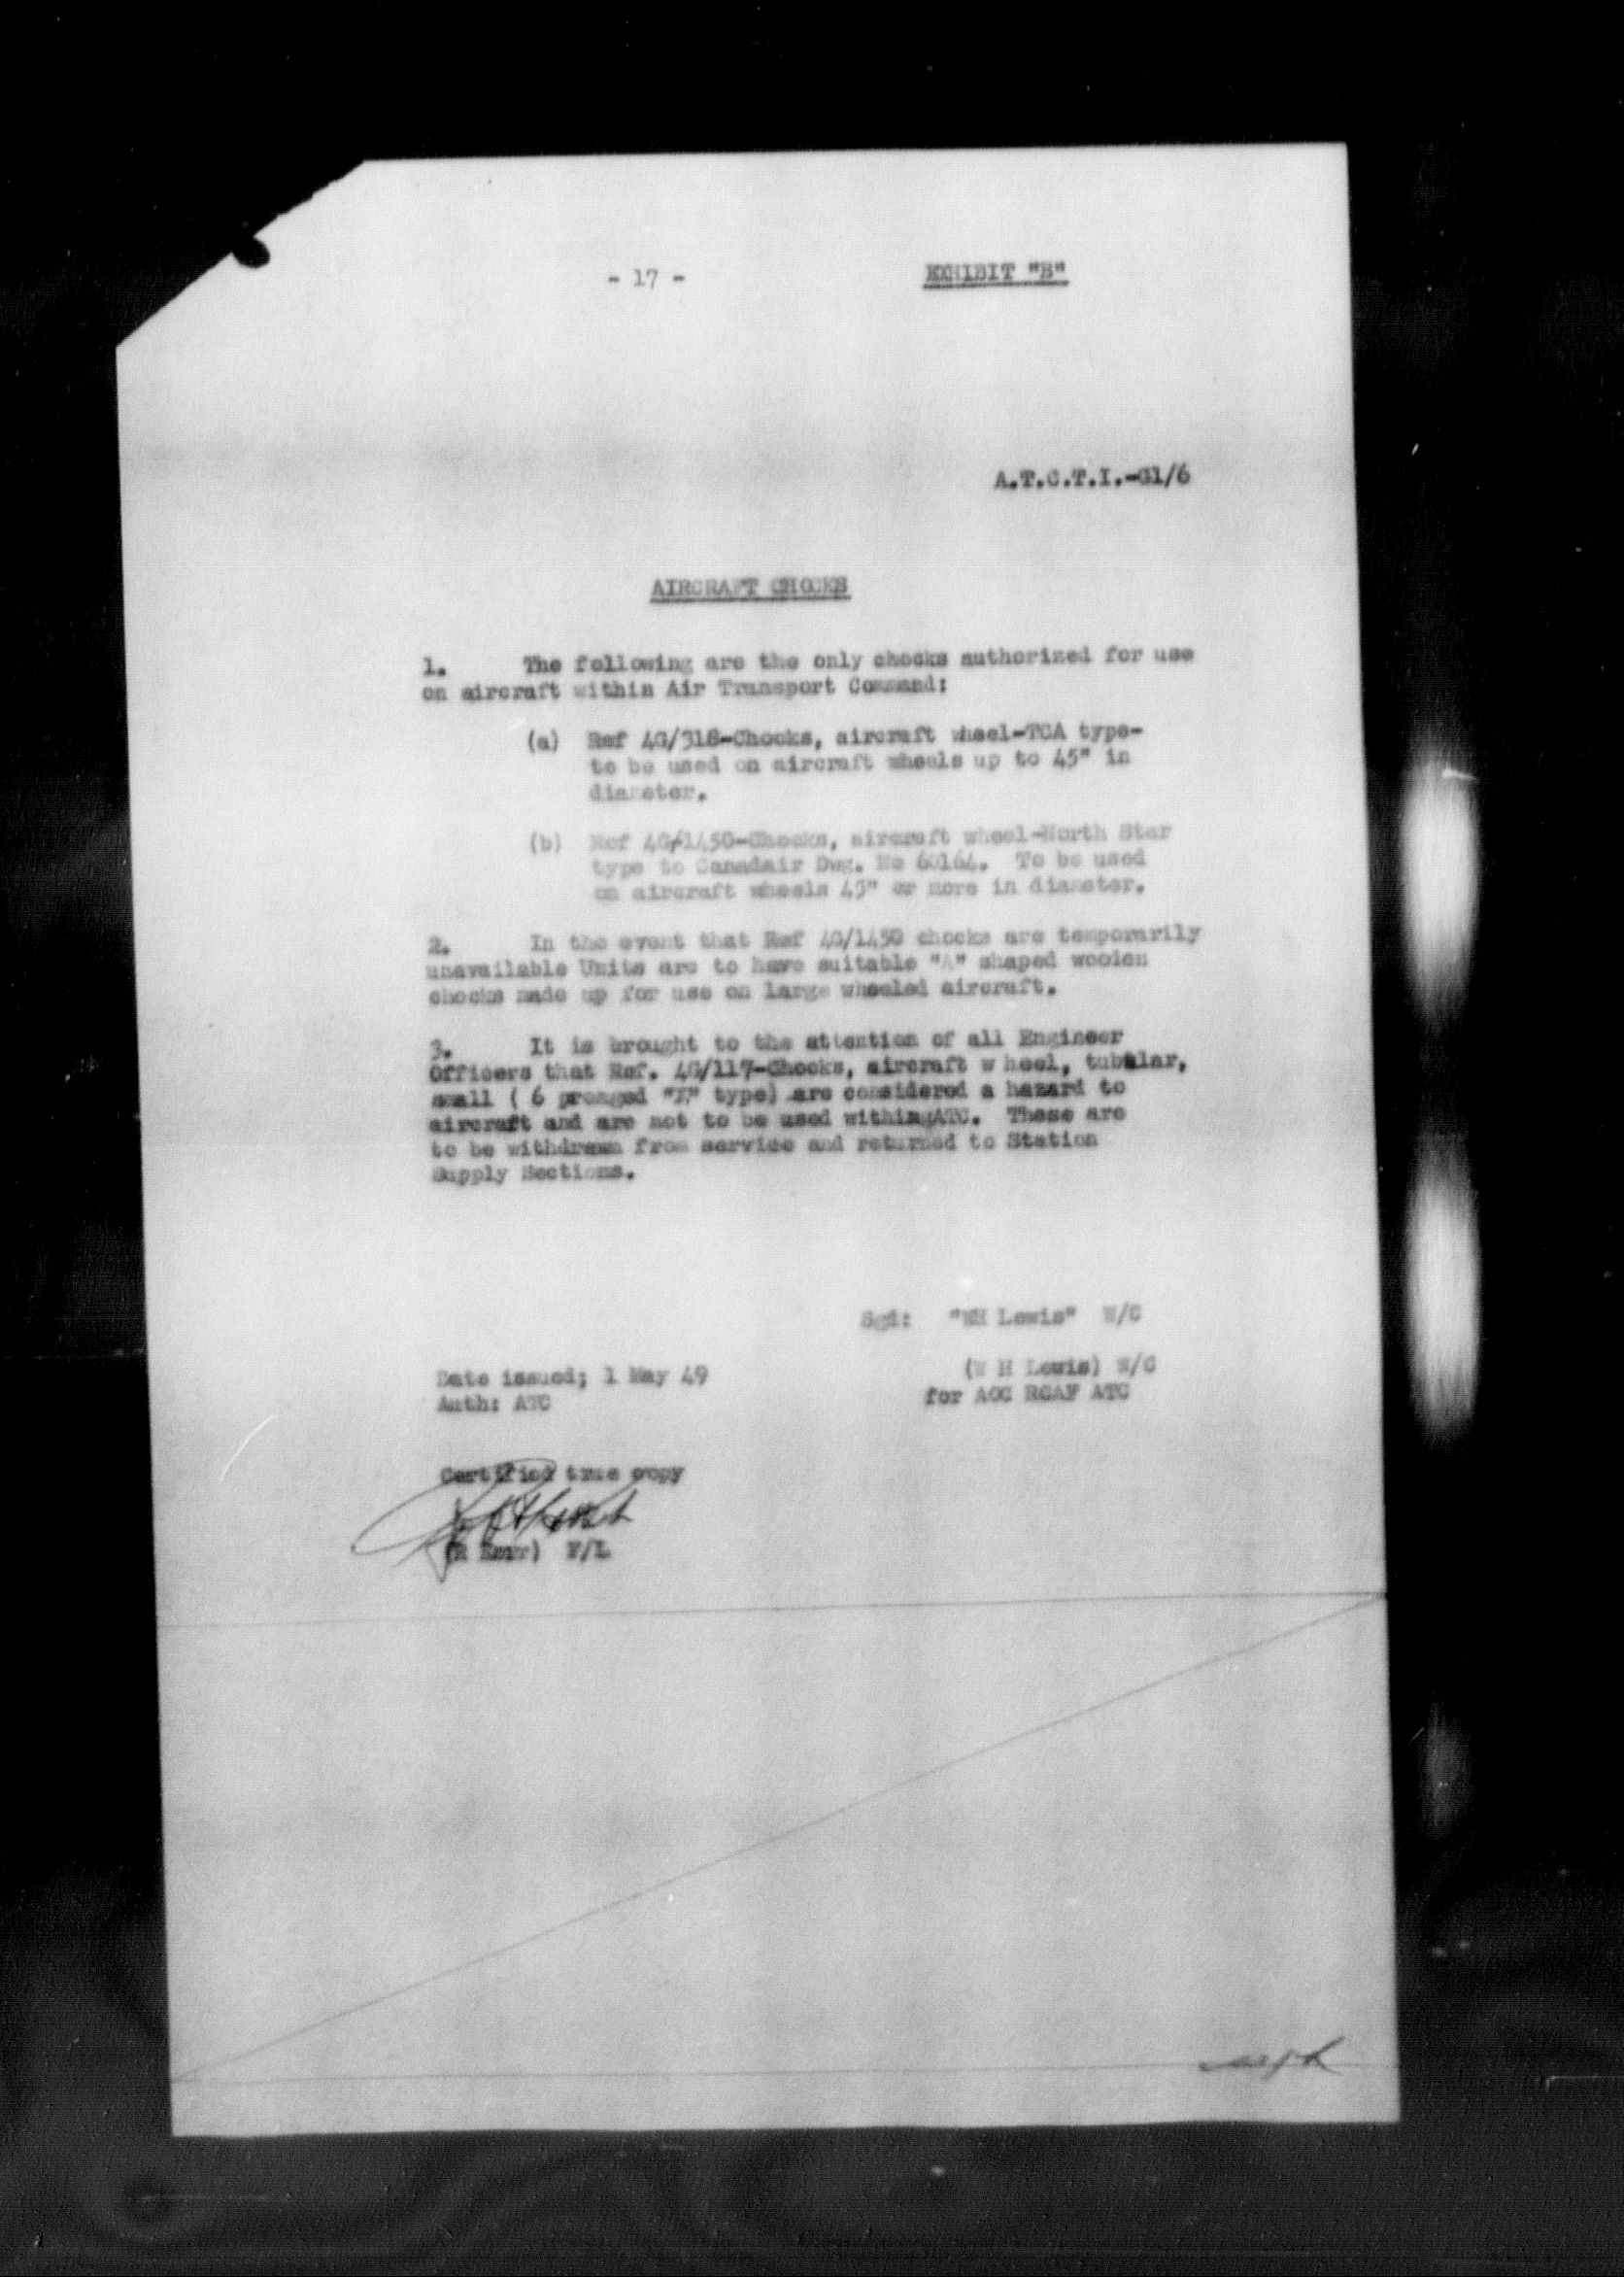 - 17 -
EXHIBIT "B"
A.T.C.T.I.-G1/6
AIRCRAFT CHOCKS
1. The following are the only chocks authorized for use
on aircraft within Air Transport Command:
(a) Ref 4G/318-Chocks, aircraft wheel-TCA type-
to be used on aircraft wheels up to 45" in
diameter.
(b) Ref 4G/1450-Chocks, aircraft wheel-North Star
type to Canadair Dwg. No 60164. To be used
on aircraft wheels 45" or more in diameter.
2. In the event that Ref 4G/1450 chocks are temporarily
unavailable Units are to have suitable "A" shaped wooden
chocks made up for use on large wheeled aircraft.
3. It is brought to the attention of all Engineer
Officers that Ref. 4G/117-Chocks, aircraft w heel, tubular,
small ( 6 pronged type) are considered a hazard to
aircraft and are not to be used within ATC. These are
to be withdrawn from service and returned to Station
Supply Sections.
Sgd: "WH Lewis" W/C
(W H Lewis) W/C
for AOC RCAF ATC
Date issued; 1 May 49
Auth: ATC
Certified true copy
(R ) F/L